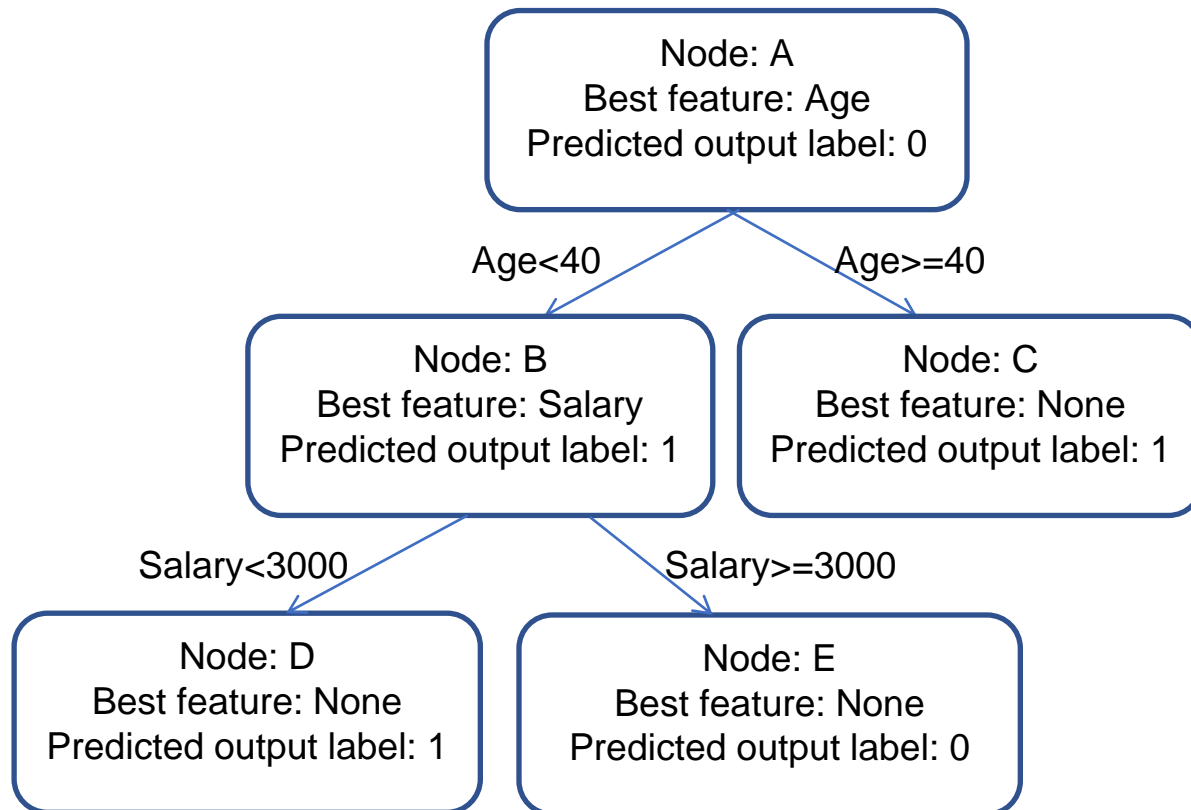 Node: A
Best feature: Age
Predicted output label: 0
Age<40
Age>=40
Node: B
Best feature: Salary
Predicted output label: 1
Node: C
Best feature: None
Predicted output label: 1
Salary<3000
Salary>=3000
Node: D
Best feature: None
Predicted output label: 1
Node: E
Best feature: None
Predicted output label: 0